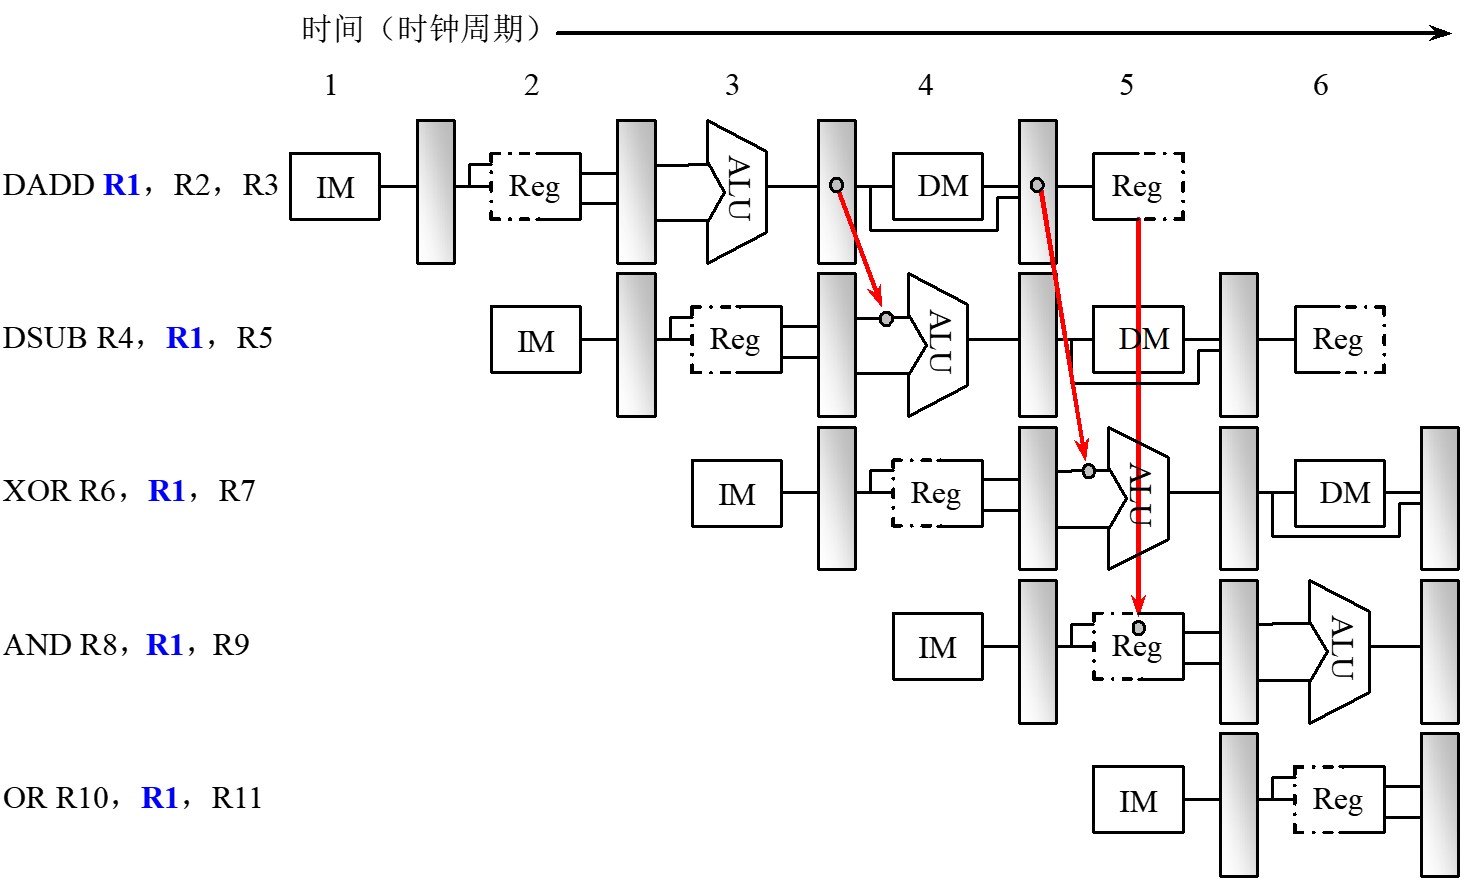 时间（时钟周期）
1 2 3 4 5 6
DADD R1，R2，R3 IM Reg ALU DM Reg
DSUB R4，R1，R5 IM Reg ALU DM Reg
XOR R6，R1，R7 IM Reg ALU DM
AND R8，R1，R9 IM Reg ALU
OR R10，R1，R11 IM Reg